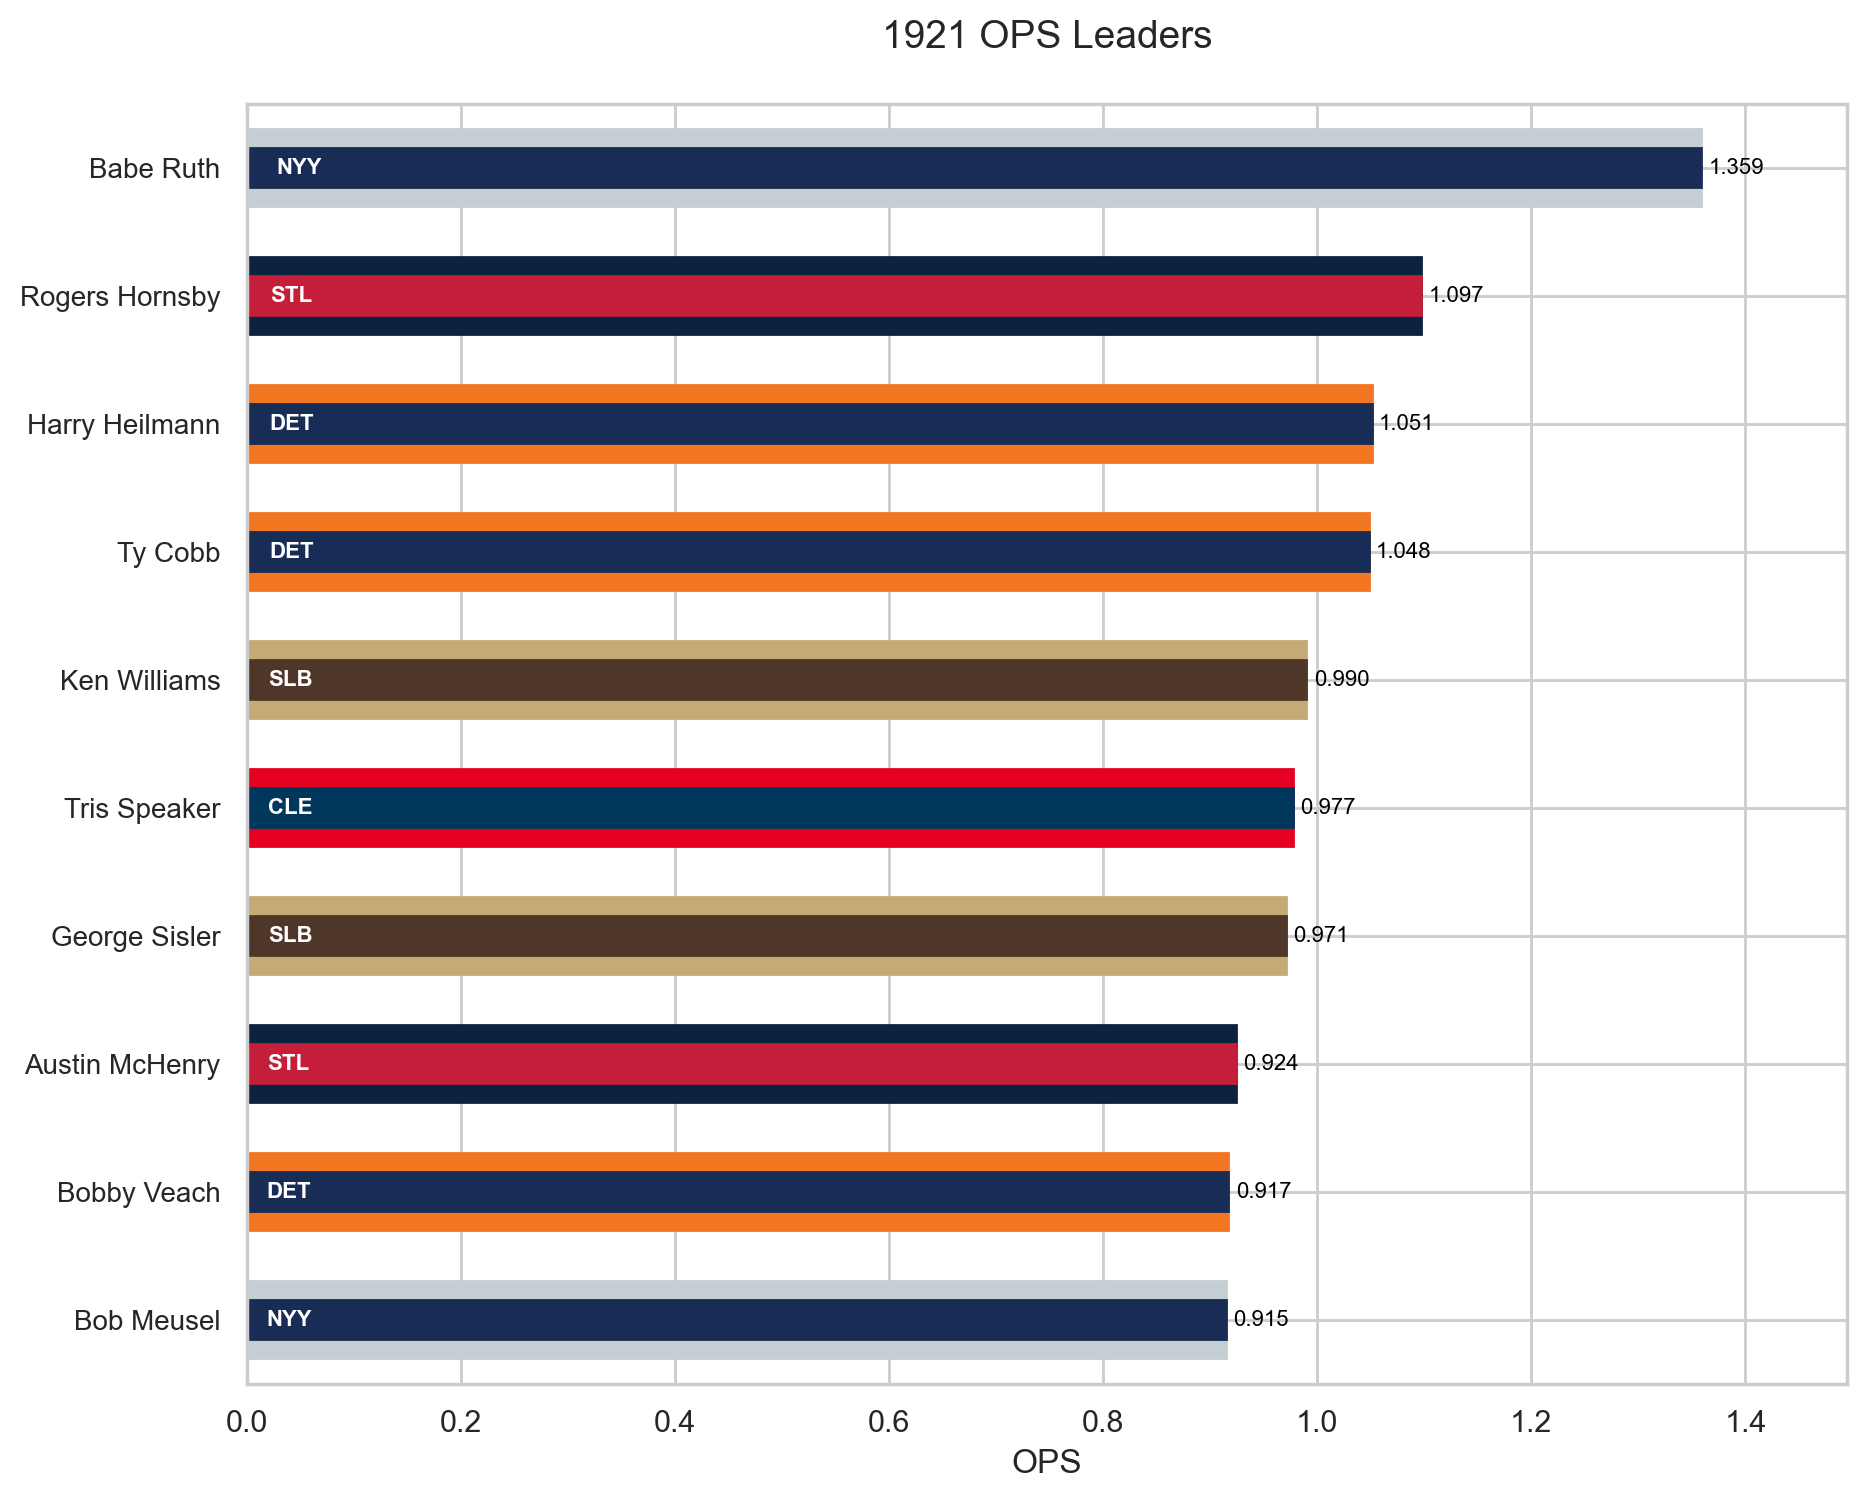 1921 OPS Leaders
Babe Ruth NYY 1.359
Rogers Hornsby STL 1.097
Harry Heilmann DET 1.051
Ty Cobb DET 1.048
Ken Williams SLB 0.990
Tris Speaker CLE 0.977
George Sisler SLB 0.971
Austin McHenry STL 0.924
Bobby Veach DET 0.917
Bob Meusel NYY 0.915
0.0 0.2 0.4 0.6 0.8 1.0 1.2 1.4
OPS